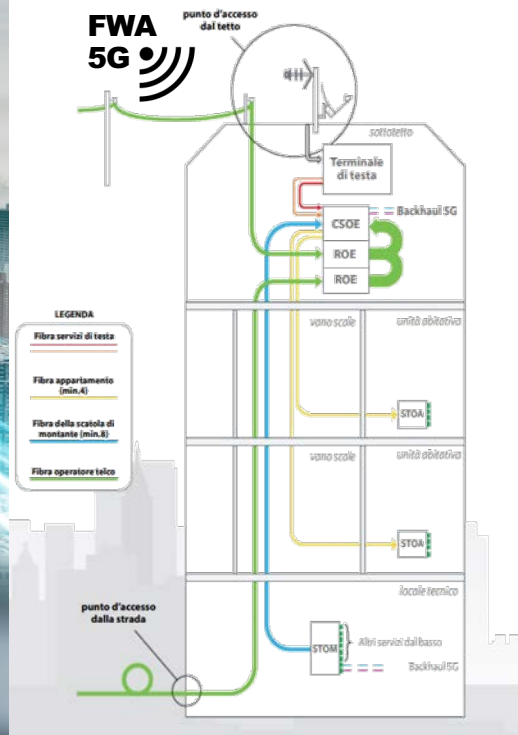 FWA
5G
punto d'accesso
dal tetto
sottotetto
Terminale
di testa
CSOE
Backhaul 5G
ROE
ROE
LEGENDA
Fibra servizi di testa
Fibra appartamento
(min.4)
Fibra della scatola di
montante (min.8)
Fibra operatore telco
vano scale
unità abitativa
STOA
vano scale
unità abitativa
STOA
locale tecnico
punto d'accesso
dalla strada
STOM
Altri servizi dal basso
Backhaul 5G